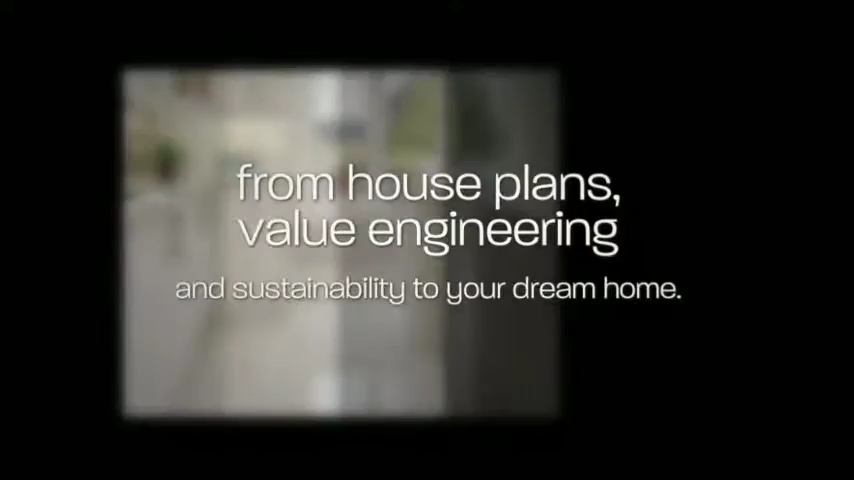 from house plans,
value engineering
and sustainability to your dream home.